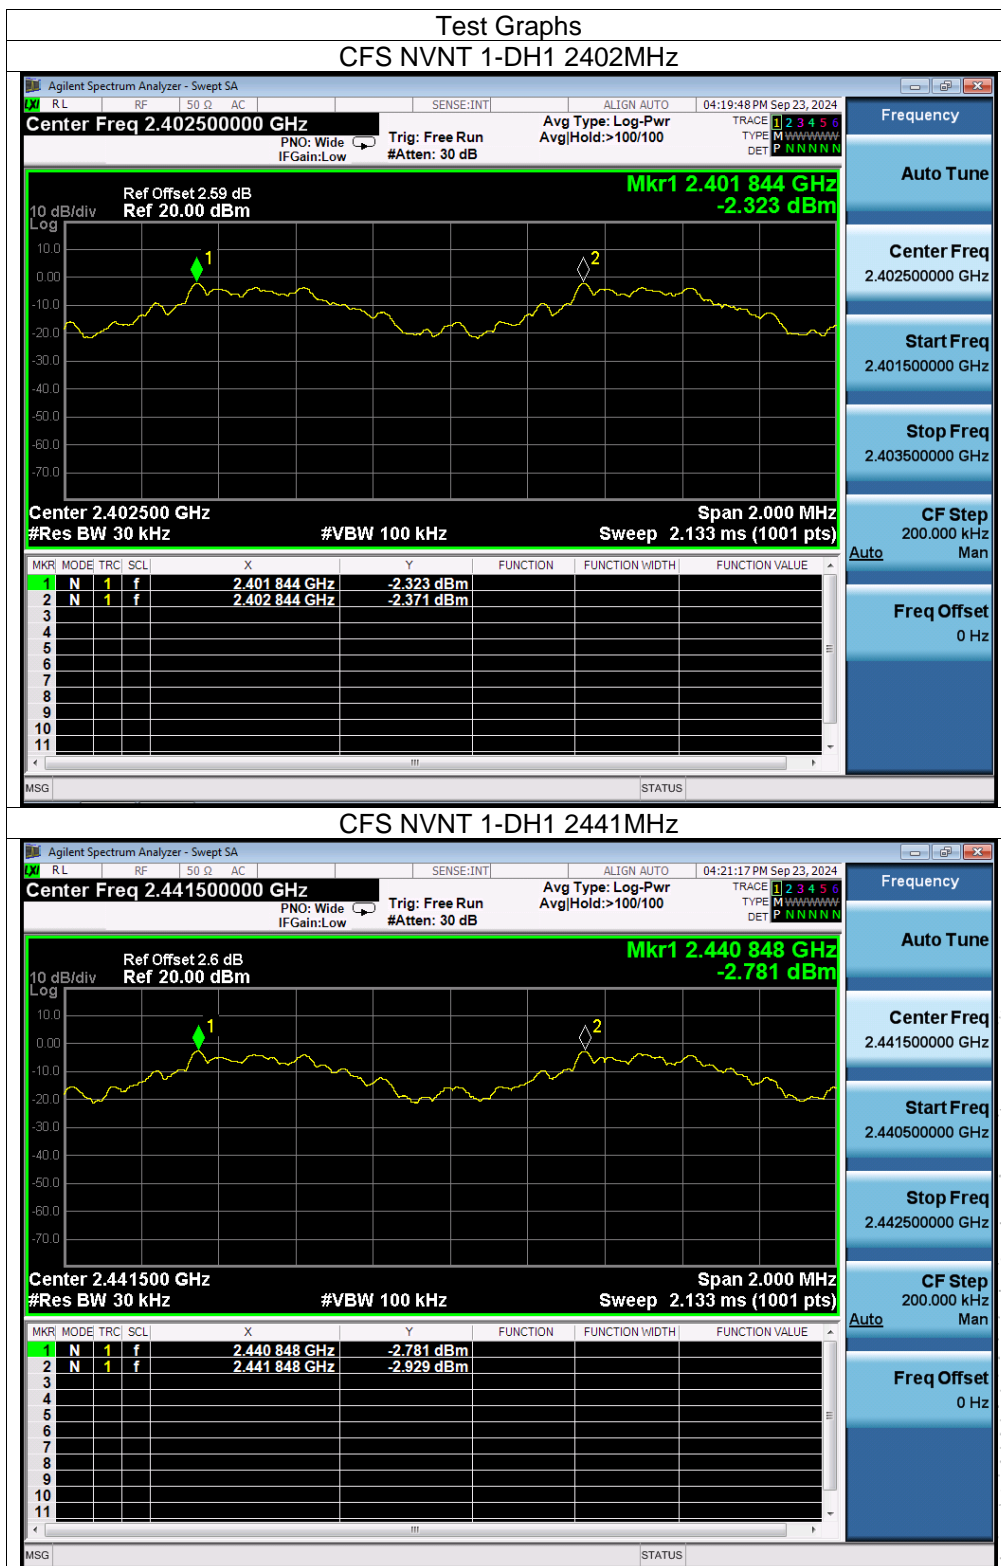 Test Graphs
CFS NVNT 1-DH1 2402MHz
Agilent Spectrum Analyzer - Swept SA
LXI RL RF 50 Ω AC SENSE:INT ALIGN AUTO 04:19:48 PM Sep 23, 2024
Center Freq 2.402500000 GHz
PNO: Wide
IFGain:Low
Trig: Free Run
#Atten: 30 dB
Avg Type: Log-Pwr
Avg|Hold:>100/100
TRACE 1 2 3 4 5 6
TYPE M WWWWW
DET P N N N N N
Frequency
Auto Tune
Center Freq
2.402500000 GHz
Start Freq
2.401500000 GHz
Stop Freq
2.403500000 GHz
CF Step
200.000 kHz
Auto Man
Freq Offset
0 Hz
Mkr1 2.401 844 GHz
-2.323 dBm
Ref Offset 2.59 dB
10 dB/div Ref 20.00 dBm
Log
10.0
0.00
-10.0
-20.0
-30.0
-40.0
-50.0
-60.0
-70.0
1
2
Center 2.402500 GHz Span 2.000 MHz
#Res BW 30 kHz #VBW 100 kHz Sweep 2.133 ms (1001 pts)
MKR MODE TRC SCL X Y FUNCTION FUNCTION WIDTH FUNCTION VALUE
1 N 1 f 2.401 844 GHz -2.323 dBm
2 N 1 f 2.402 844 GHz -2.371 dBm
3
4
5
6
7
8
9
10
11
MSG STATUS
CFS NVNT 1-DH1 2441MHz
Agilent Spectrum Analyzer - Swept SA
LXI RL RF 50 Ω AC SENSE:INT ALIGN AUTO 04:21:17 PM Sep 23, 2024
Center Freq 2.441500000 GHz
PNO: Wide
IFGain:Low
Trig: Free Run
#Atten: 30 dB
Avg Type: Log-Pwr
Avg|Hold:>100/100
TRACE 1 2 3 4 5 6
TYPE M WWWWW
DET P N N N N N
Frequency
Auto Tune
Center Freq
2.441500000 GHz
Start Freq
2.440500000 GHz
Stop Freq
2.442500000 GHz
CF Step
200.000 kHz
Auto Man
Freq Offset
0 Hz
Mkr1 2.440 848 GHz
-2.781 dBm
Ref Offset 2.6 dB
10 dB/div Ref 20.00 dBm
Log
10.0
0.00
-10.0
-20.0
-30.0
-40.0
-50.0
-60.0
-70.0
1
2
Center 2.441500 GHz Span 2.000 MHz
#Res BW 30 kHz #VBW 100 kHz Sweep 2.133 ms (1001 pts)
MKR MODE TRC SCL X Y FUNCTION FUNCTION WIDTH FUNCTION VALUE
1 N 1 f 2.440 848 GHz -2.781 dBm
2 N 1 f 2.441 848 GHz -2.929 dBm
3
4
5
6
7
8
9
10
11
MSG STATUS